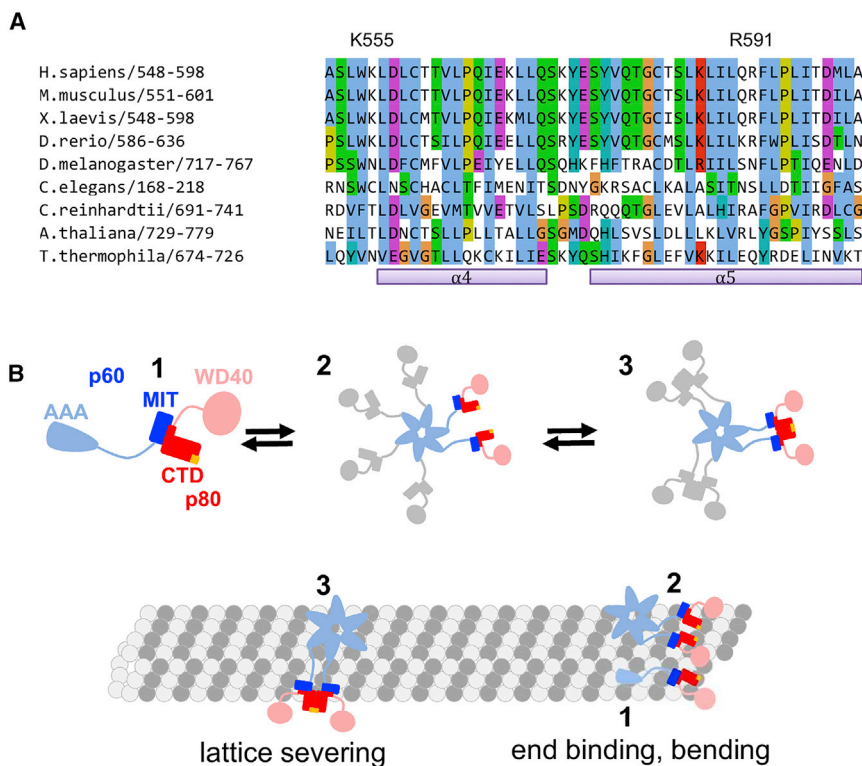 A
K555 R591
H.sapiens/548-598 ASLWKLDLCTTVLPQIEKLLQSKYESYVQTGCTSLKLILQRFLPLITDMLA
M.musculus/551-601 ASLWKLDLCTTVLPQIEKLLQSKYESYVQTGCTSLKLILQRFLPLITDILA
X.laevis/548-598 ASLWKLDLCMTVLPQIEKMLQSKYESYVQTGCISLKLILQRFLPLITDILA
D.rerio/586-636 PSLWKLDLCTSILPQIEELLQSRYESYVQTGCMSLKLILKRFWPLISDTLN
D.melanogaster/717-767 PSSWNLDFCMFVLPEIYELLQSQHKFHFTRACDTLRIILSNFLPTIQENLD
C.elegans/168-218 RNSWCLNSCHACLTFIMENITSDNYGKRSACLKALASITNSLLDTIIGFAS
C.reinhardtii/691-741 RDVFTLDLVGEVMTVVETVLSLPSDRQQQTGLEVLALHIRAFGPVIRDLCG
A.thaliana/729-779 NEILTLDNCTSLLPLLTALLGSGMDQHLSVSLDLLLKLVRLYGSPIYSSLS
T.thermophila/674-726 LQYVNVEGVGTLLQKCKILIESKYQSHIKFGLEFVKKILEQYRDELINVKT
α4 α5
B
1
p60
MIT
WD40
AAA
CTD
p80
2
3
3
2
1
lattice severing
end binding, bending